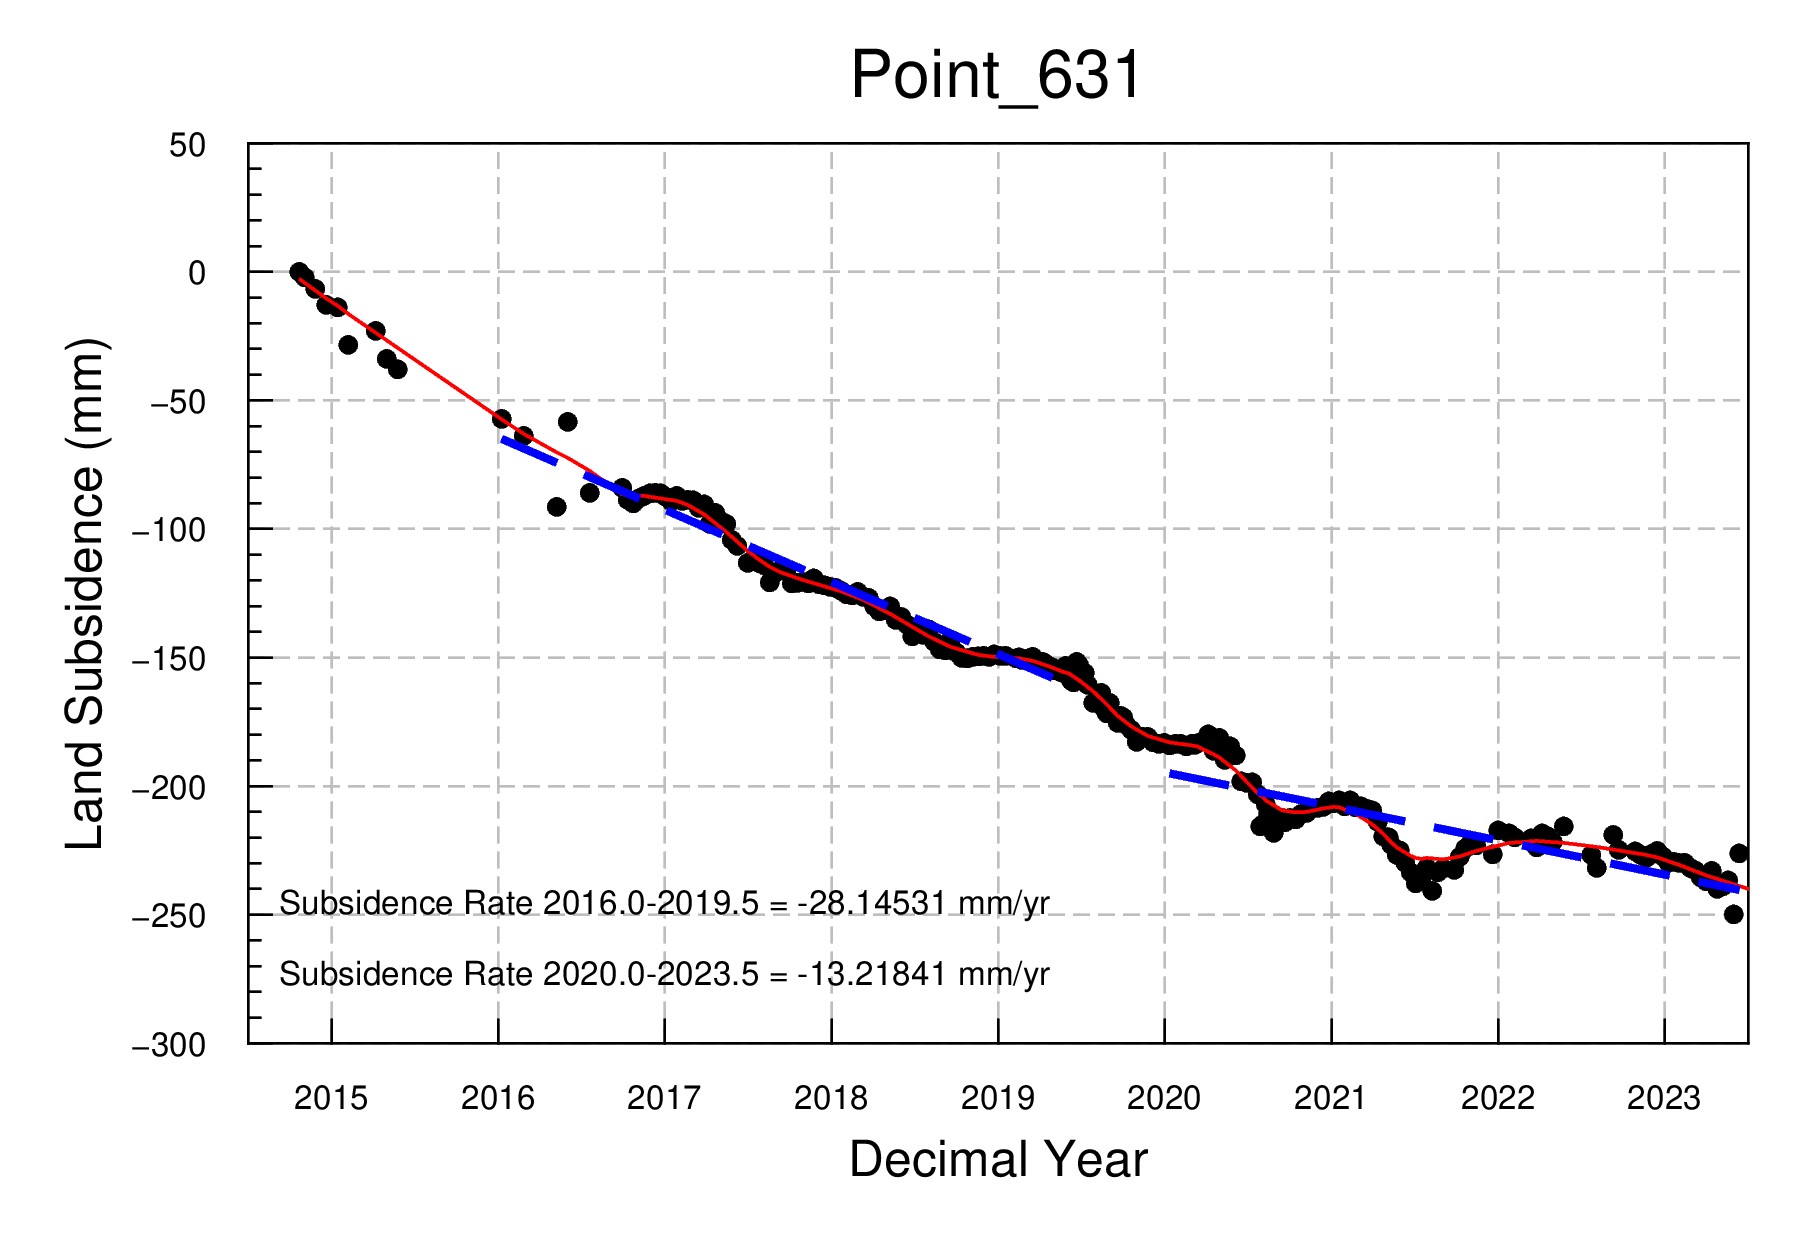 Point_631
50
0
−50
−100
−150
−200
−250
−300
Land Subsidence (mm)
Subsidence Rate 2016.0-2019.5 = -28.14531 mm/yr
Subsidence Rate 2020.0-2023.5 = -13.21841 mm/yr
2015 2016 2017 2018 2019 2020 2021 2022 2023
Decimal Year